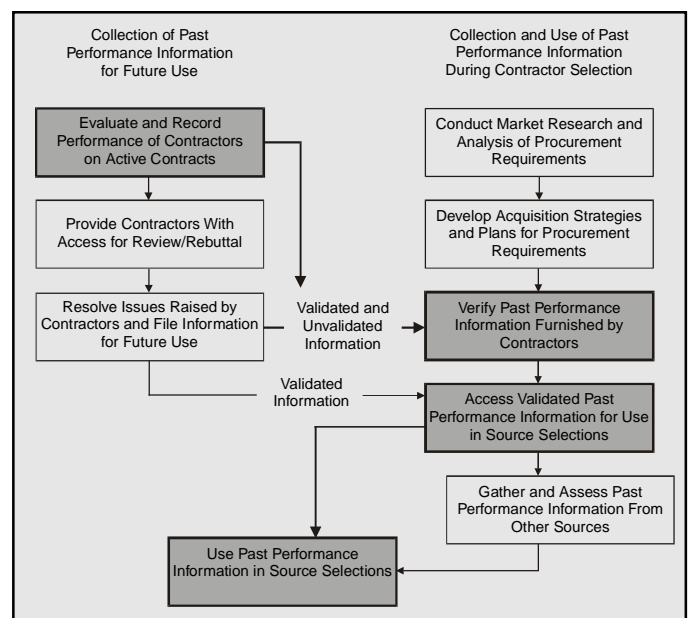 Collection of Past
Performance Information
for Future Use
Collection and Use of Past
Performance Information
During Contractor Selection
Evaluate and Record
Performance of Contractors
on Active Contracts
Conduct Market Research and
Analysis of Procurement
Requirements
Provide Contractors With
Access for Review/Rebuttal
Develop Acquisition Strategies
and Plans for Procurement
Requirements
Resolve Issues Raised by
Contractors and File Information
for Future Use
Validated and
Unvalidated
Information
Verify Past Performance
Information Furnished by
Contractors
Validated
Information
Access Validated Past
Performance Information for Use
in Source Selections
Gather and Assess Past
Performance Information From
Other Sources
Use Past Performance
Information in Source Selections